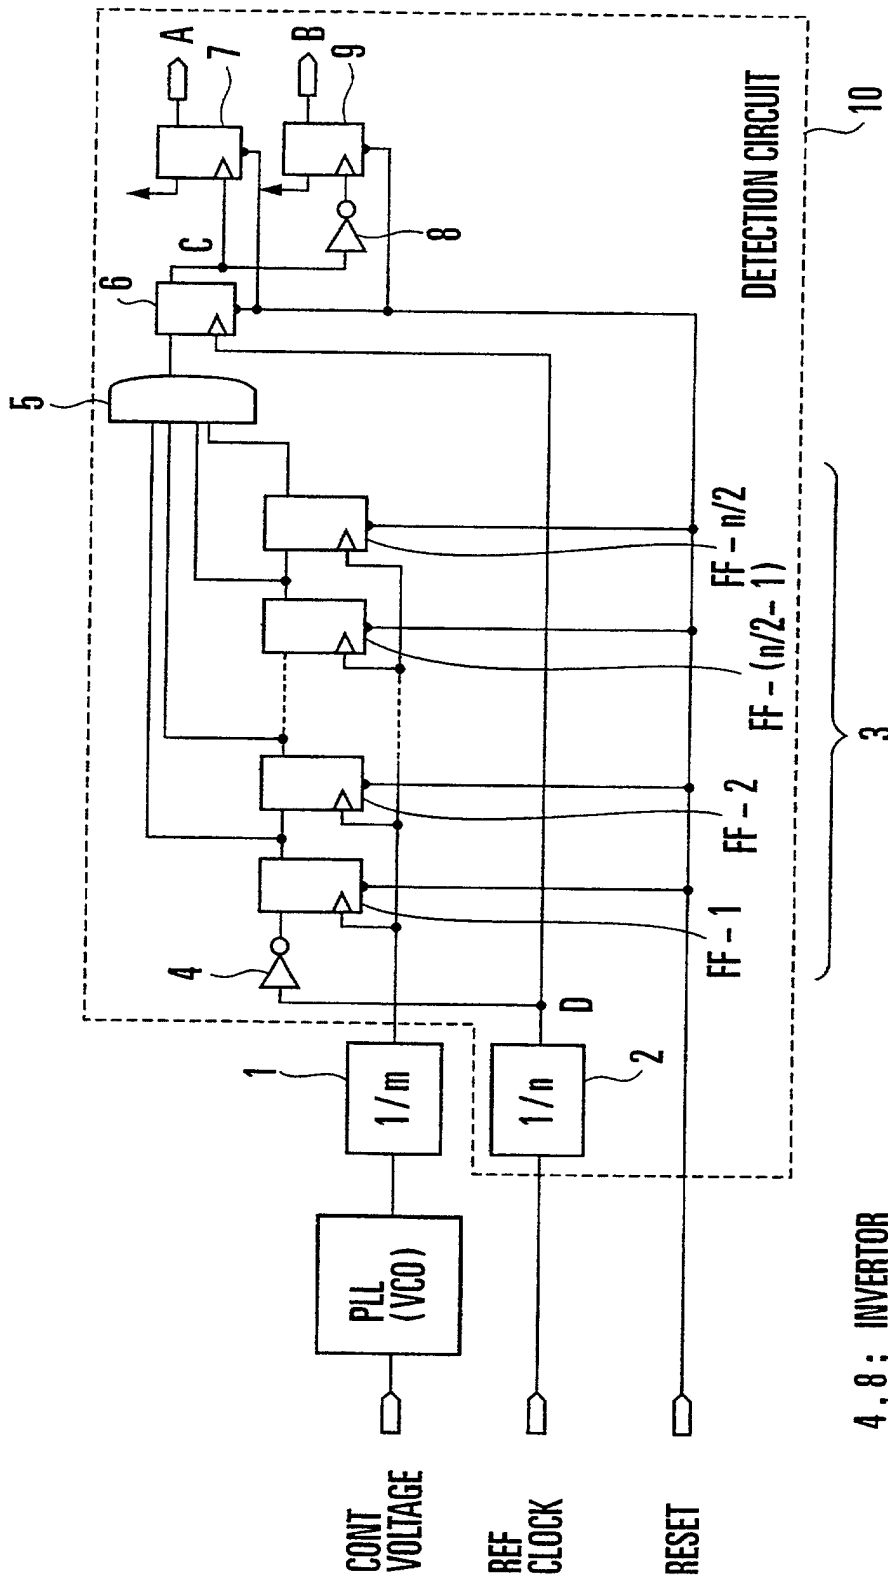 CONT
VOLTAGE
REF
CLOCK
RESET
PLL
(VCO)
1/m
1
1/n
2
D
4
FF-1
FF-2
FF-(n/2-1)
FF-n/2
3
5
6
C
7
A
8
9
B
DETECTION CIRCUIT
10
4, 8 : INVERTOR